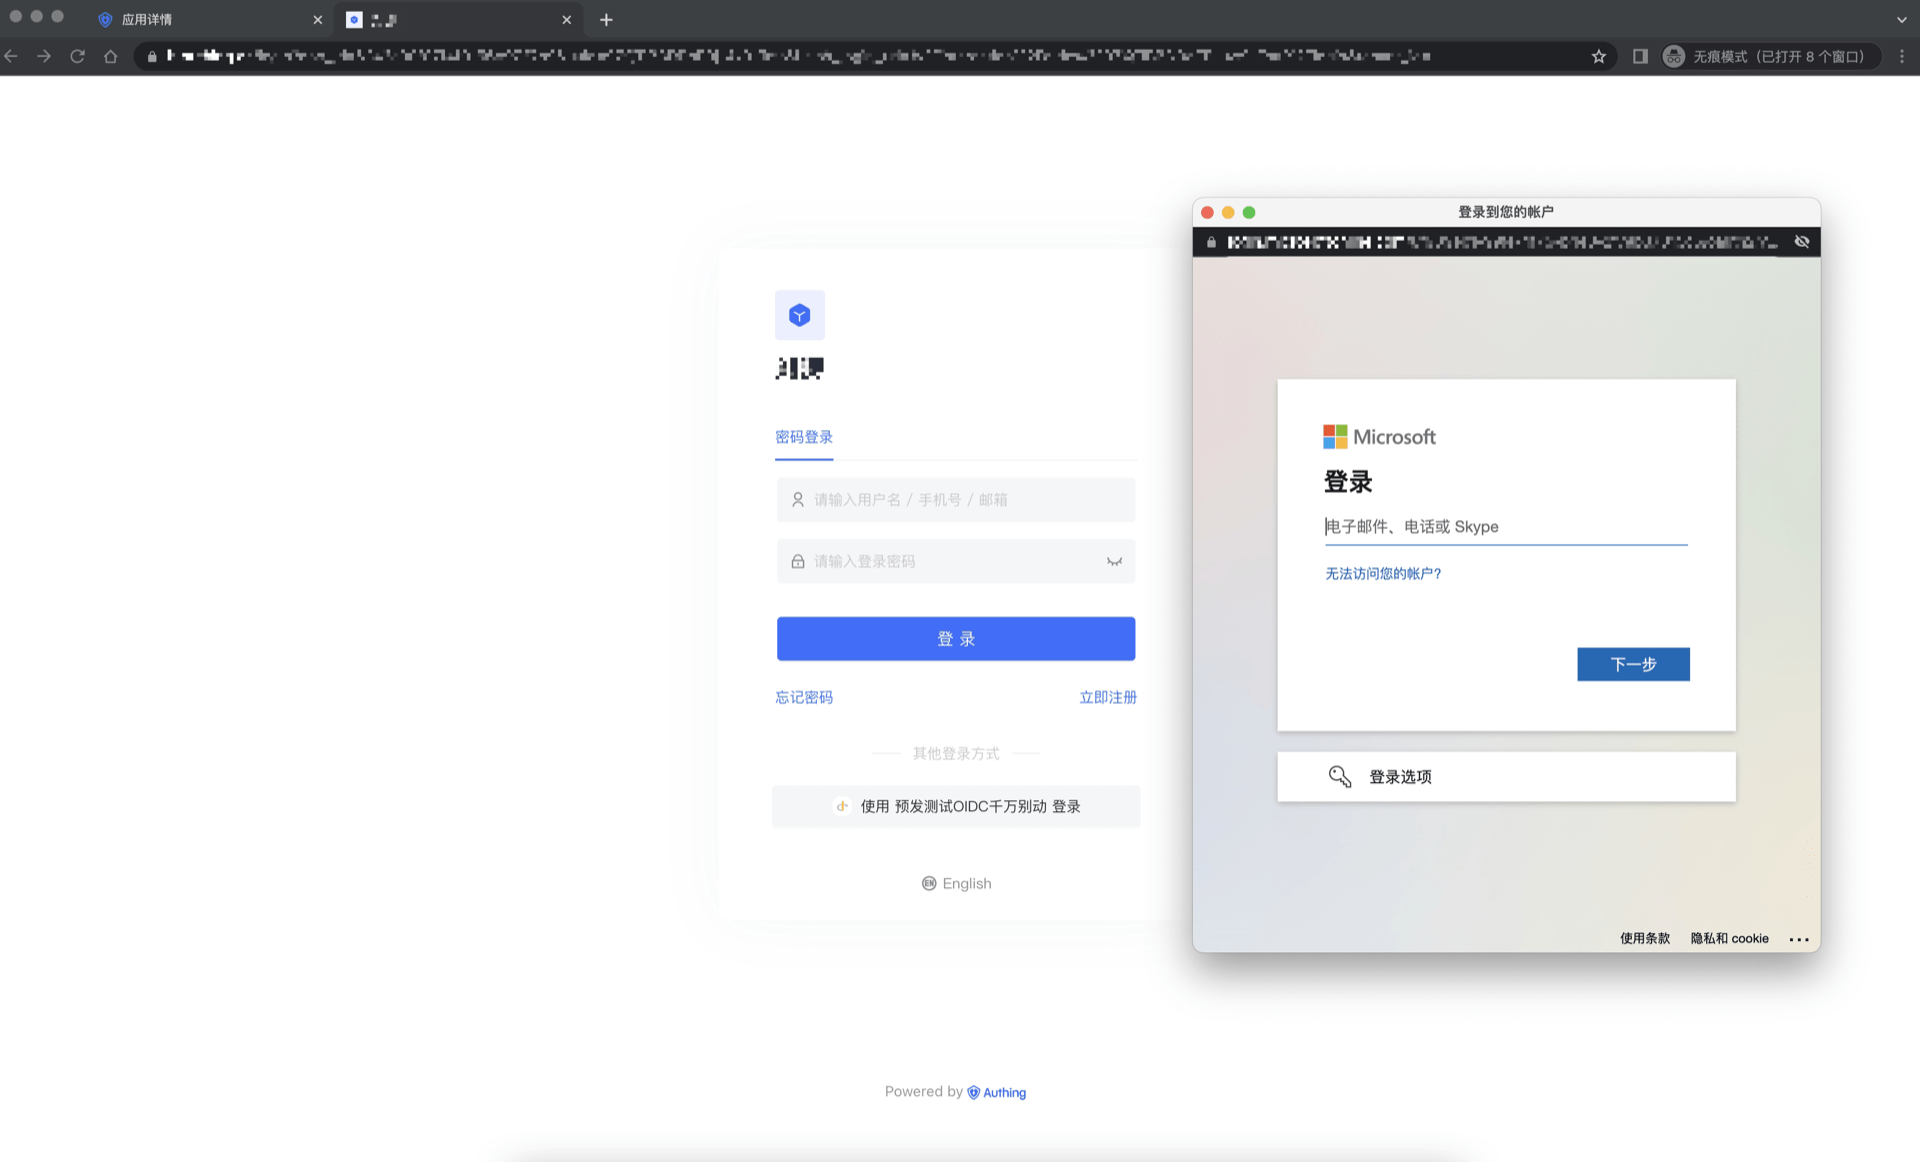 应用详情
无痕模式（已打开 8 个窗口）
密码登录
请输入用户名 / 手机号 / 邮箱
请输入登录密码
登 录
忘记密码
立即注册
其他登录方式
使用 预发测试OIDC千万别动 登录
EN English
Powered by Authing
登录到您的帐户
Microsoft
登录
电子邮件、电话或 Skype
无法访问您的帐户?
下一步
登录选项
使用条款 隐私和 cookie ...